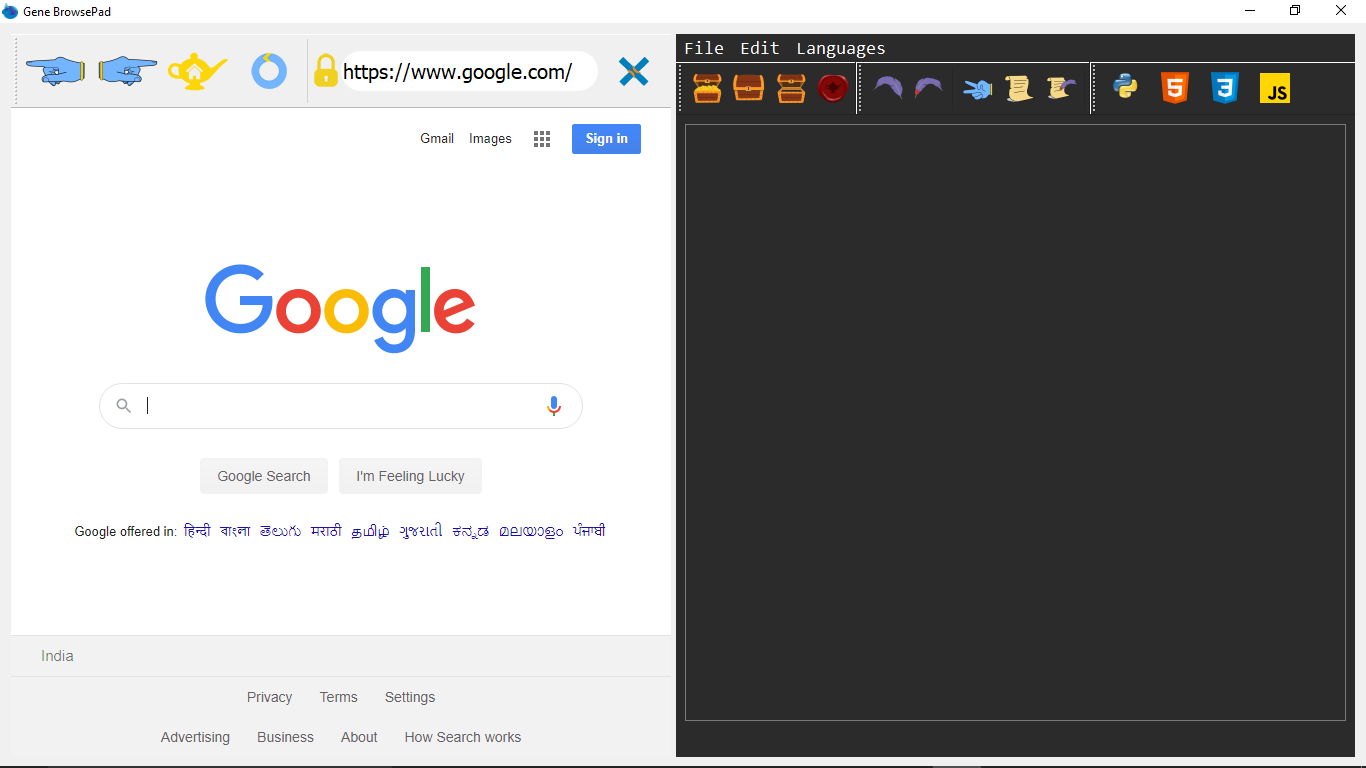 Gene BrowsePad
https://www.google.com/
File Edit Languages
5 3 JS
Gmail Images Sign in
Google
Google Search I'm Feeling Lucky
Google offered in: हिन्दी বাংলা తెలుగు मराठी தமிழ் ગુજરાતી ಕನ್ನಡ മലയാളം ਪੰਜਾਬੀ
India
Privacy Terms Settings
Advertising Business About How Search works